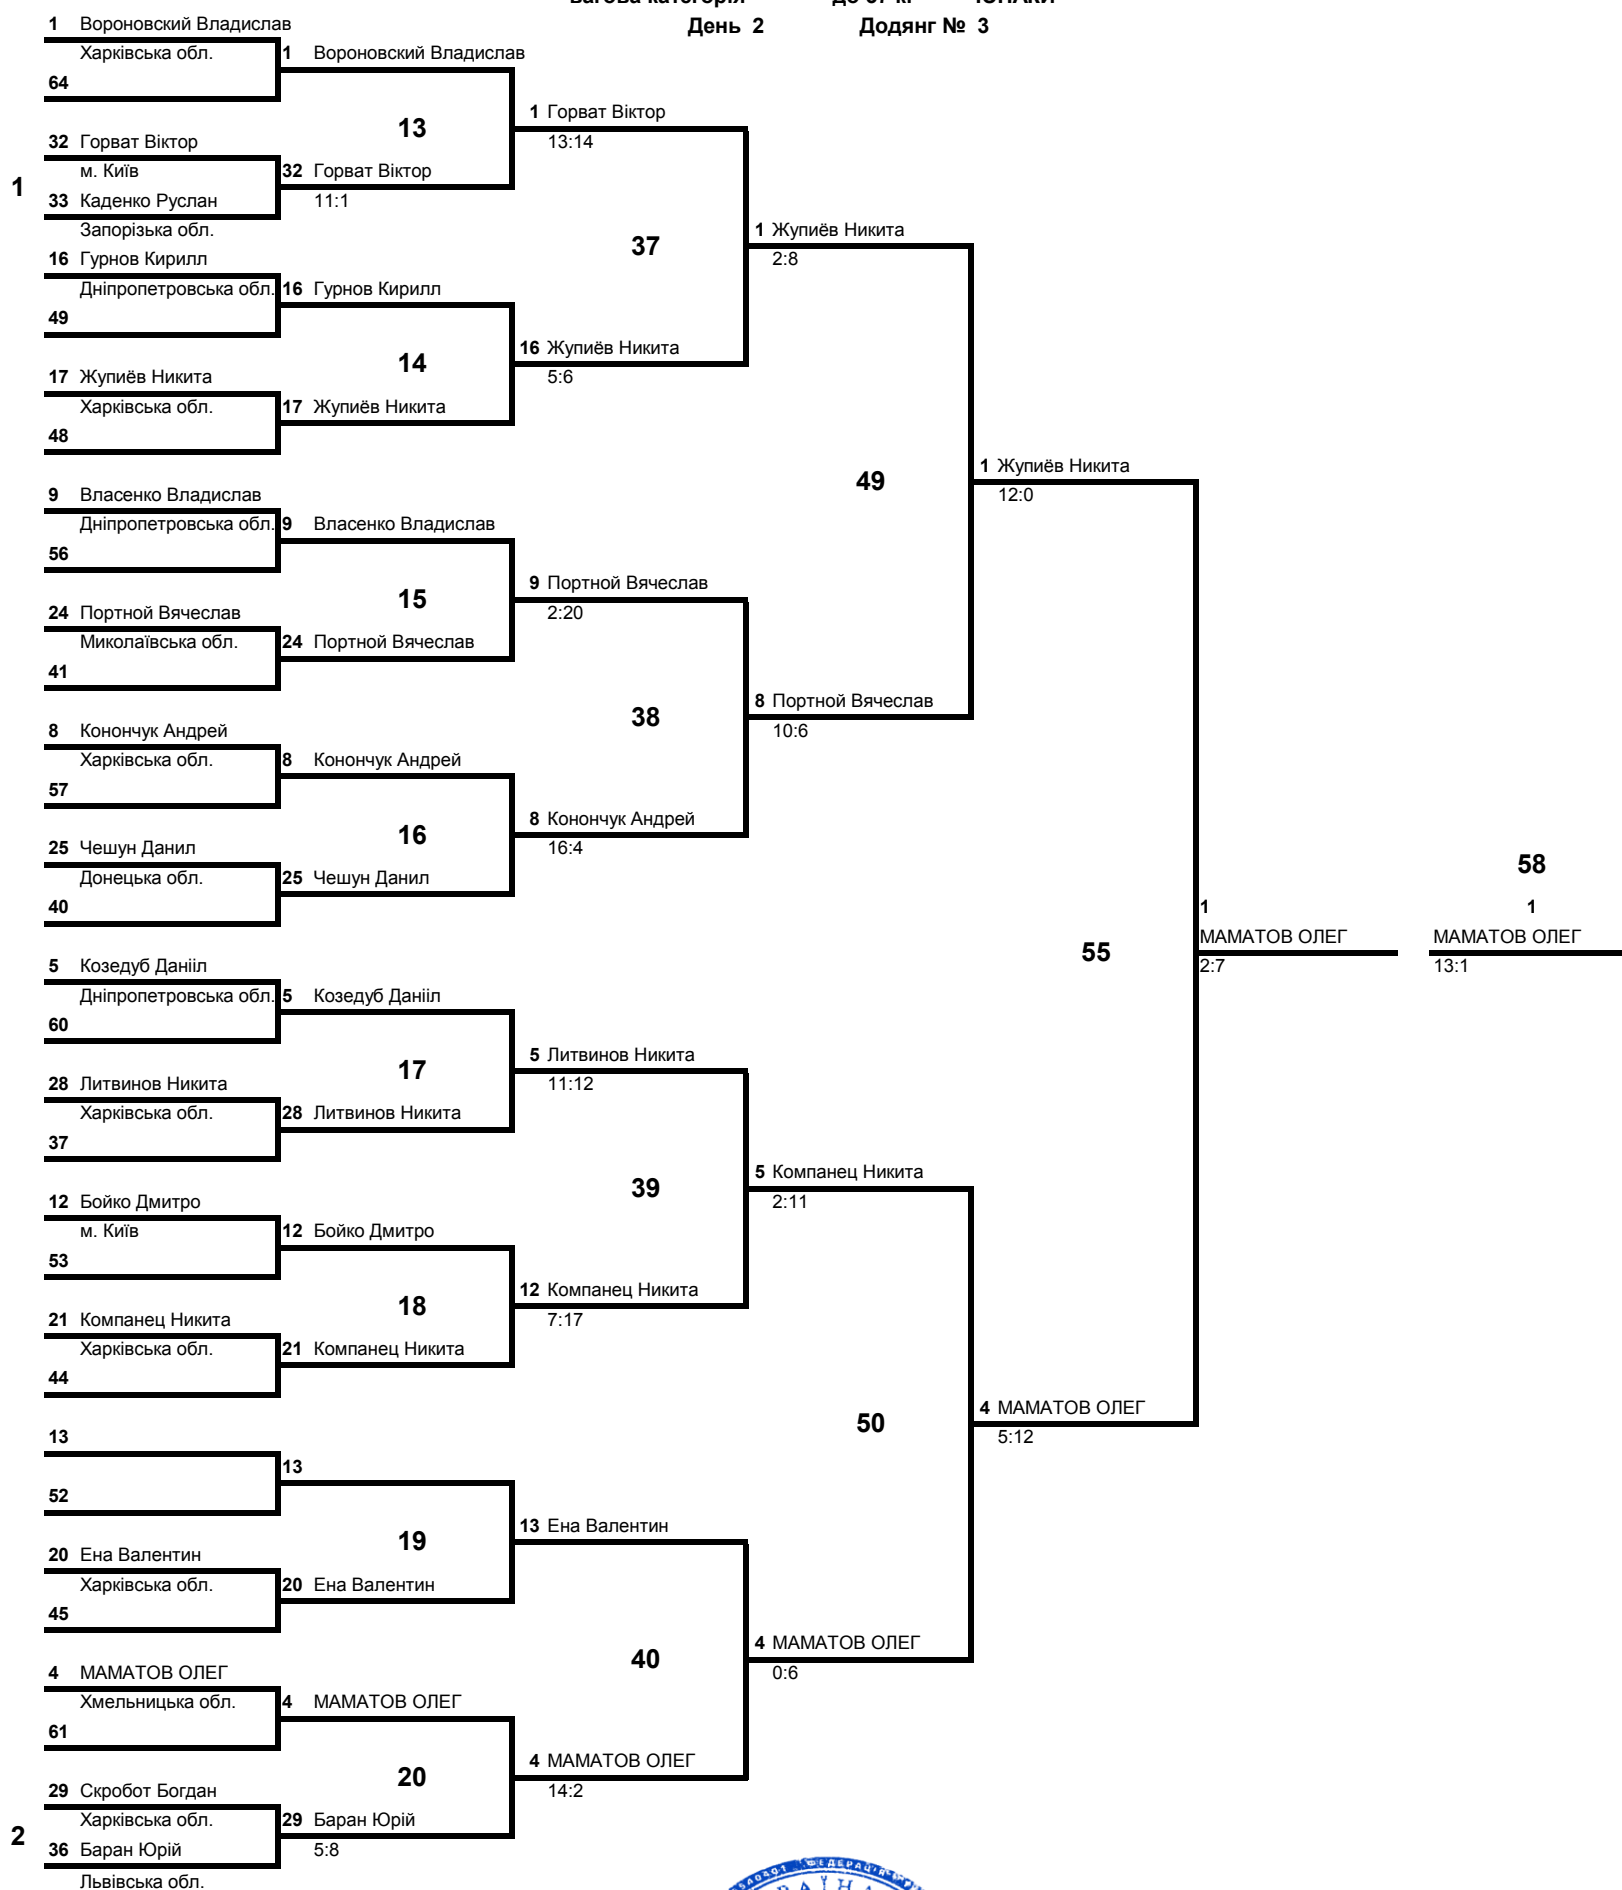 День 2 Додянг № 3
1 Вороновский Владислав
Харківська обл.
1 Вороновский Владислав
64
13
1 Горват Віктор
13:14
32 Горват Віктор
м. Київ
32 Горват Віктор
1
33 Каденко Руслан
11:1
Запорізька обл.
37
1 Жупиёв Никита
2:8
16 Гурнов Кирилл
Дніпропетровська обл.
16 Гурнов Кирилл
49
14
16 Жупиёв Никита
5:6
17 Жупиёв Никита
Харківська обл.
17 Жупиёв Никита
48
49
1 Жупиёв Никита
12:0
9 Власенко Владислав
Дніпропетровська обл.
9 Власенко Владислав
56
15
9 Портной Вячеслав
2:20
24 Портной Вячеслав
Миколаївська обл.
24 Портной Вячеслав
41
38
8 Портной Вячеслав
10:6
8 Конончук Андрей
Харківська обл.
8 Конончук Андрей
57
16
8 Конончук Андрей
16:4
25 Чешун Данил
Донецька обл.
25 Чешун Данил
40
58
1
1
55
МАМАТОВ ОЛЕГ
МАМАТОВ ОЛЕГ
2:7
13:1
5 Козедуб Данііл
Дніпропетровська обл.
5 Козедуб Данііл
60
17
5 Литвинов Никита
11:12
28 Литвинов Никита
Харківська обл.
28 Литвинов Никита
37
39
5 Компанец Никита
2:11
12 Бойко Дмитро
м. Київ
12 Бойко Дмитро
53
18
12 Компанец Никита
7:17
21 Компанец Никита
Харківська обл.
21 Компанец Никита
44
50
4 МАМАТОВ ОЛЕГ
5:12
13
13
52
19
13 Ена Валентин
20 Ена Валентин
Харківська обл.
20 Ена Валентин
45
40
4 МАМАТОВ ОЛЕГ
0:6
4 МАМАТОВ ОЛЕГ
Хмельницька обл.
4 МАМАТОВ ОЛЕГ
61
20
4 МАМАТОВ ОЛЕГ
14:2
29 Скробот Богдан
Харківська обл.
29 Баран Юрій
2
36 Баран Юрій
5:8
Львівська обл.